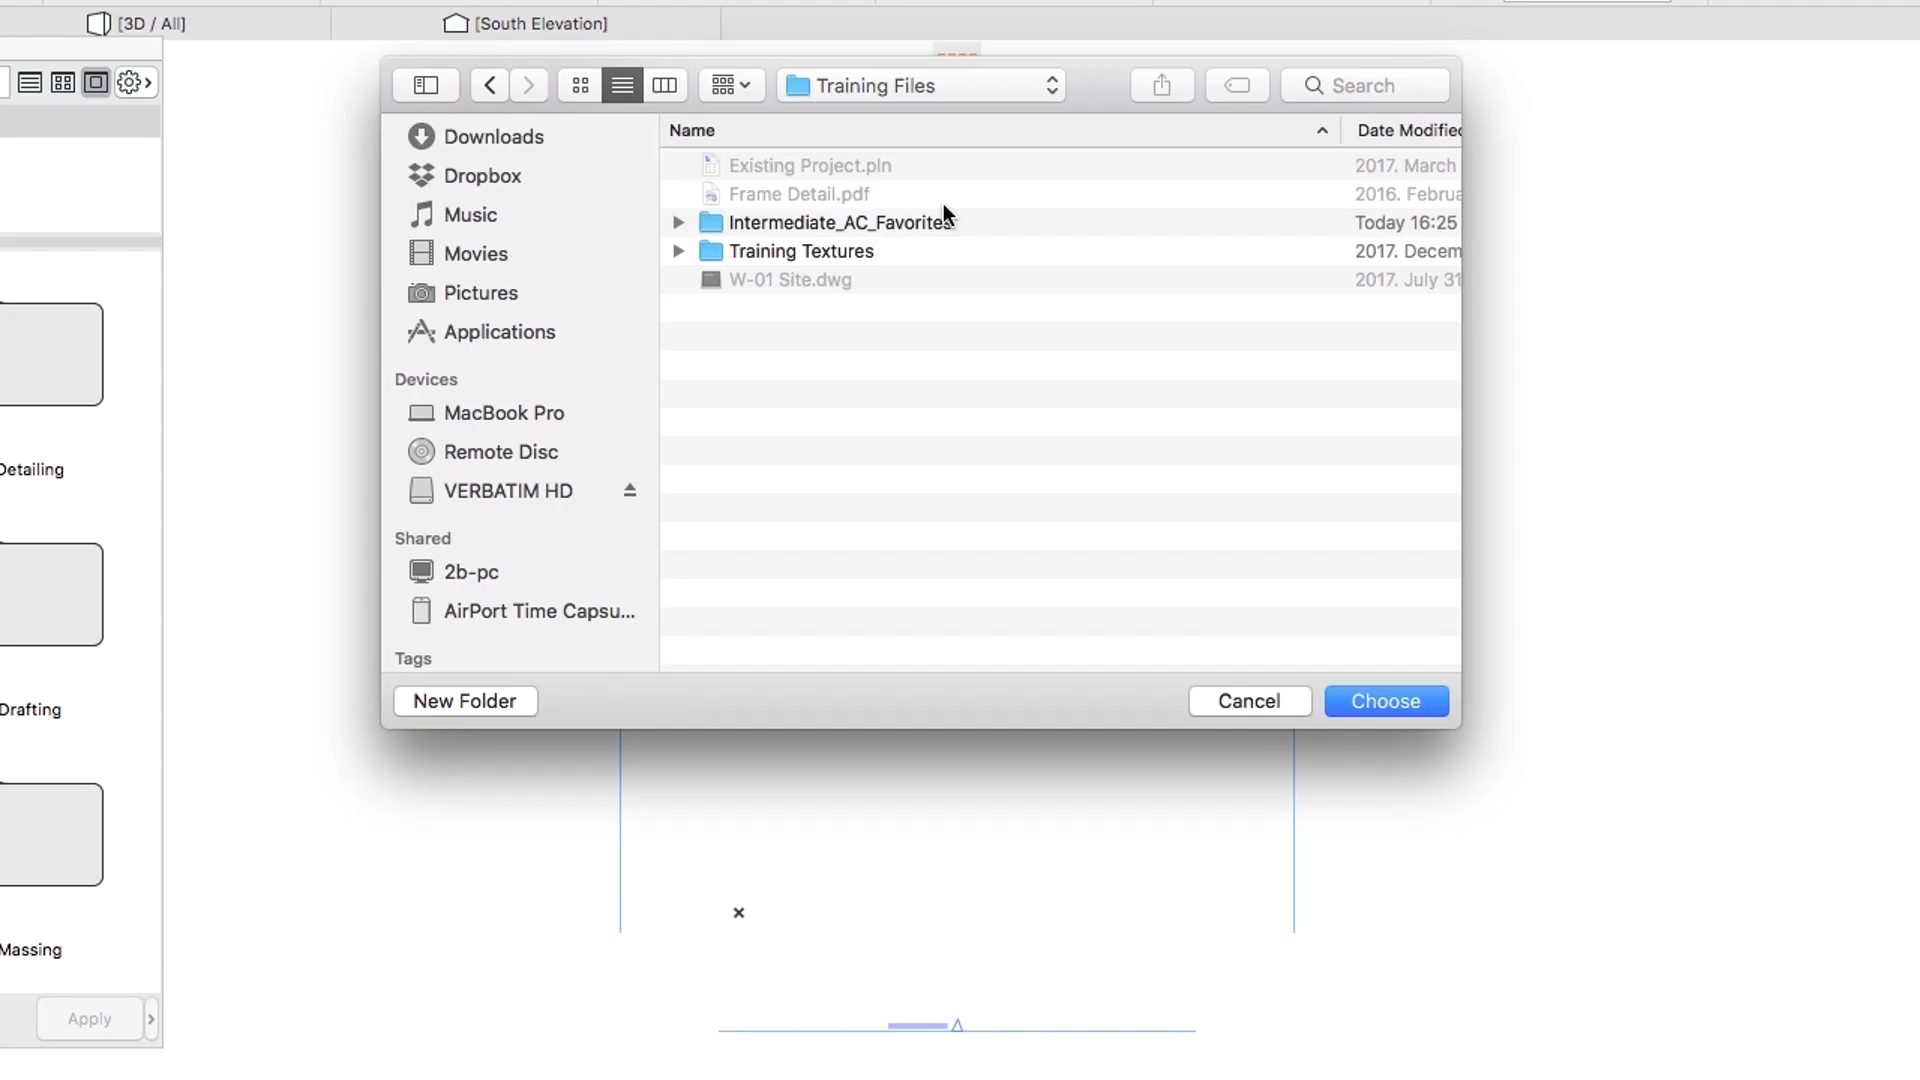 [3D / All]
[South Elevation]
Training Files
Search
Downloads
Dropbox
Music
Movies
Pictures
Applications
Devices
MacBook Pro
Remote Disc
VERBATIM HD
Shared
2b-pc
AirPort Time Capsu...
Tags
Name
Date Modified
Existing Project.pln
2017. March
Frame Detail.pdf
2016. Februa
Intermediate_AC_Favorites
Today 16:25
Training Textures
2017. Decem
W-01 Site.dwg
2017. July 31
New Folder
Cancel
Choose
Detailing
Drafting
Massing
Apply